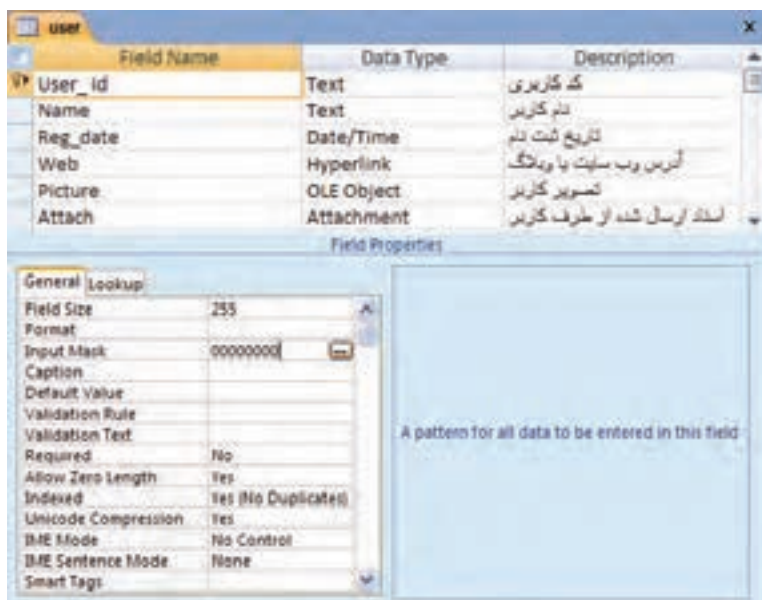 user
Field Name Data Type Description
User_id Text کد کاربری
Name Text نام کاربر
Reg_date Date/Time تاریخ ثبت نام
Web Hyperlink آدرس وب سایت یا وبلاگ
Picture OLE Object تصویر کاربر
Attach Attachment اسناد ارسال شده از طرف کاربر
Field Properties
General Lookup
Field Size 255
Format
Input Mask 00000000
Caption
Default Value
Validation Rule
Validation Text
Required No
Allow Zero Length Yes
Indexed Yes (No Duplicates)
Unicode Compression Yes
IME Mode No Control
IME Sentence Mode None
Smart Tags
A pattern for all data to be entered in this field